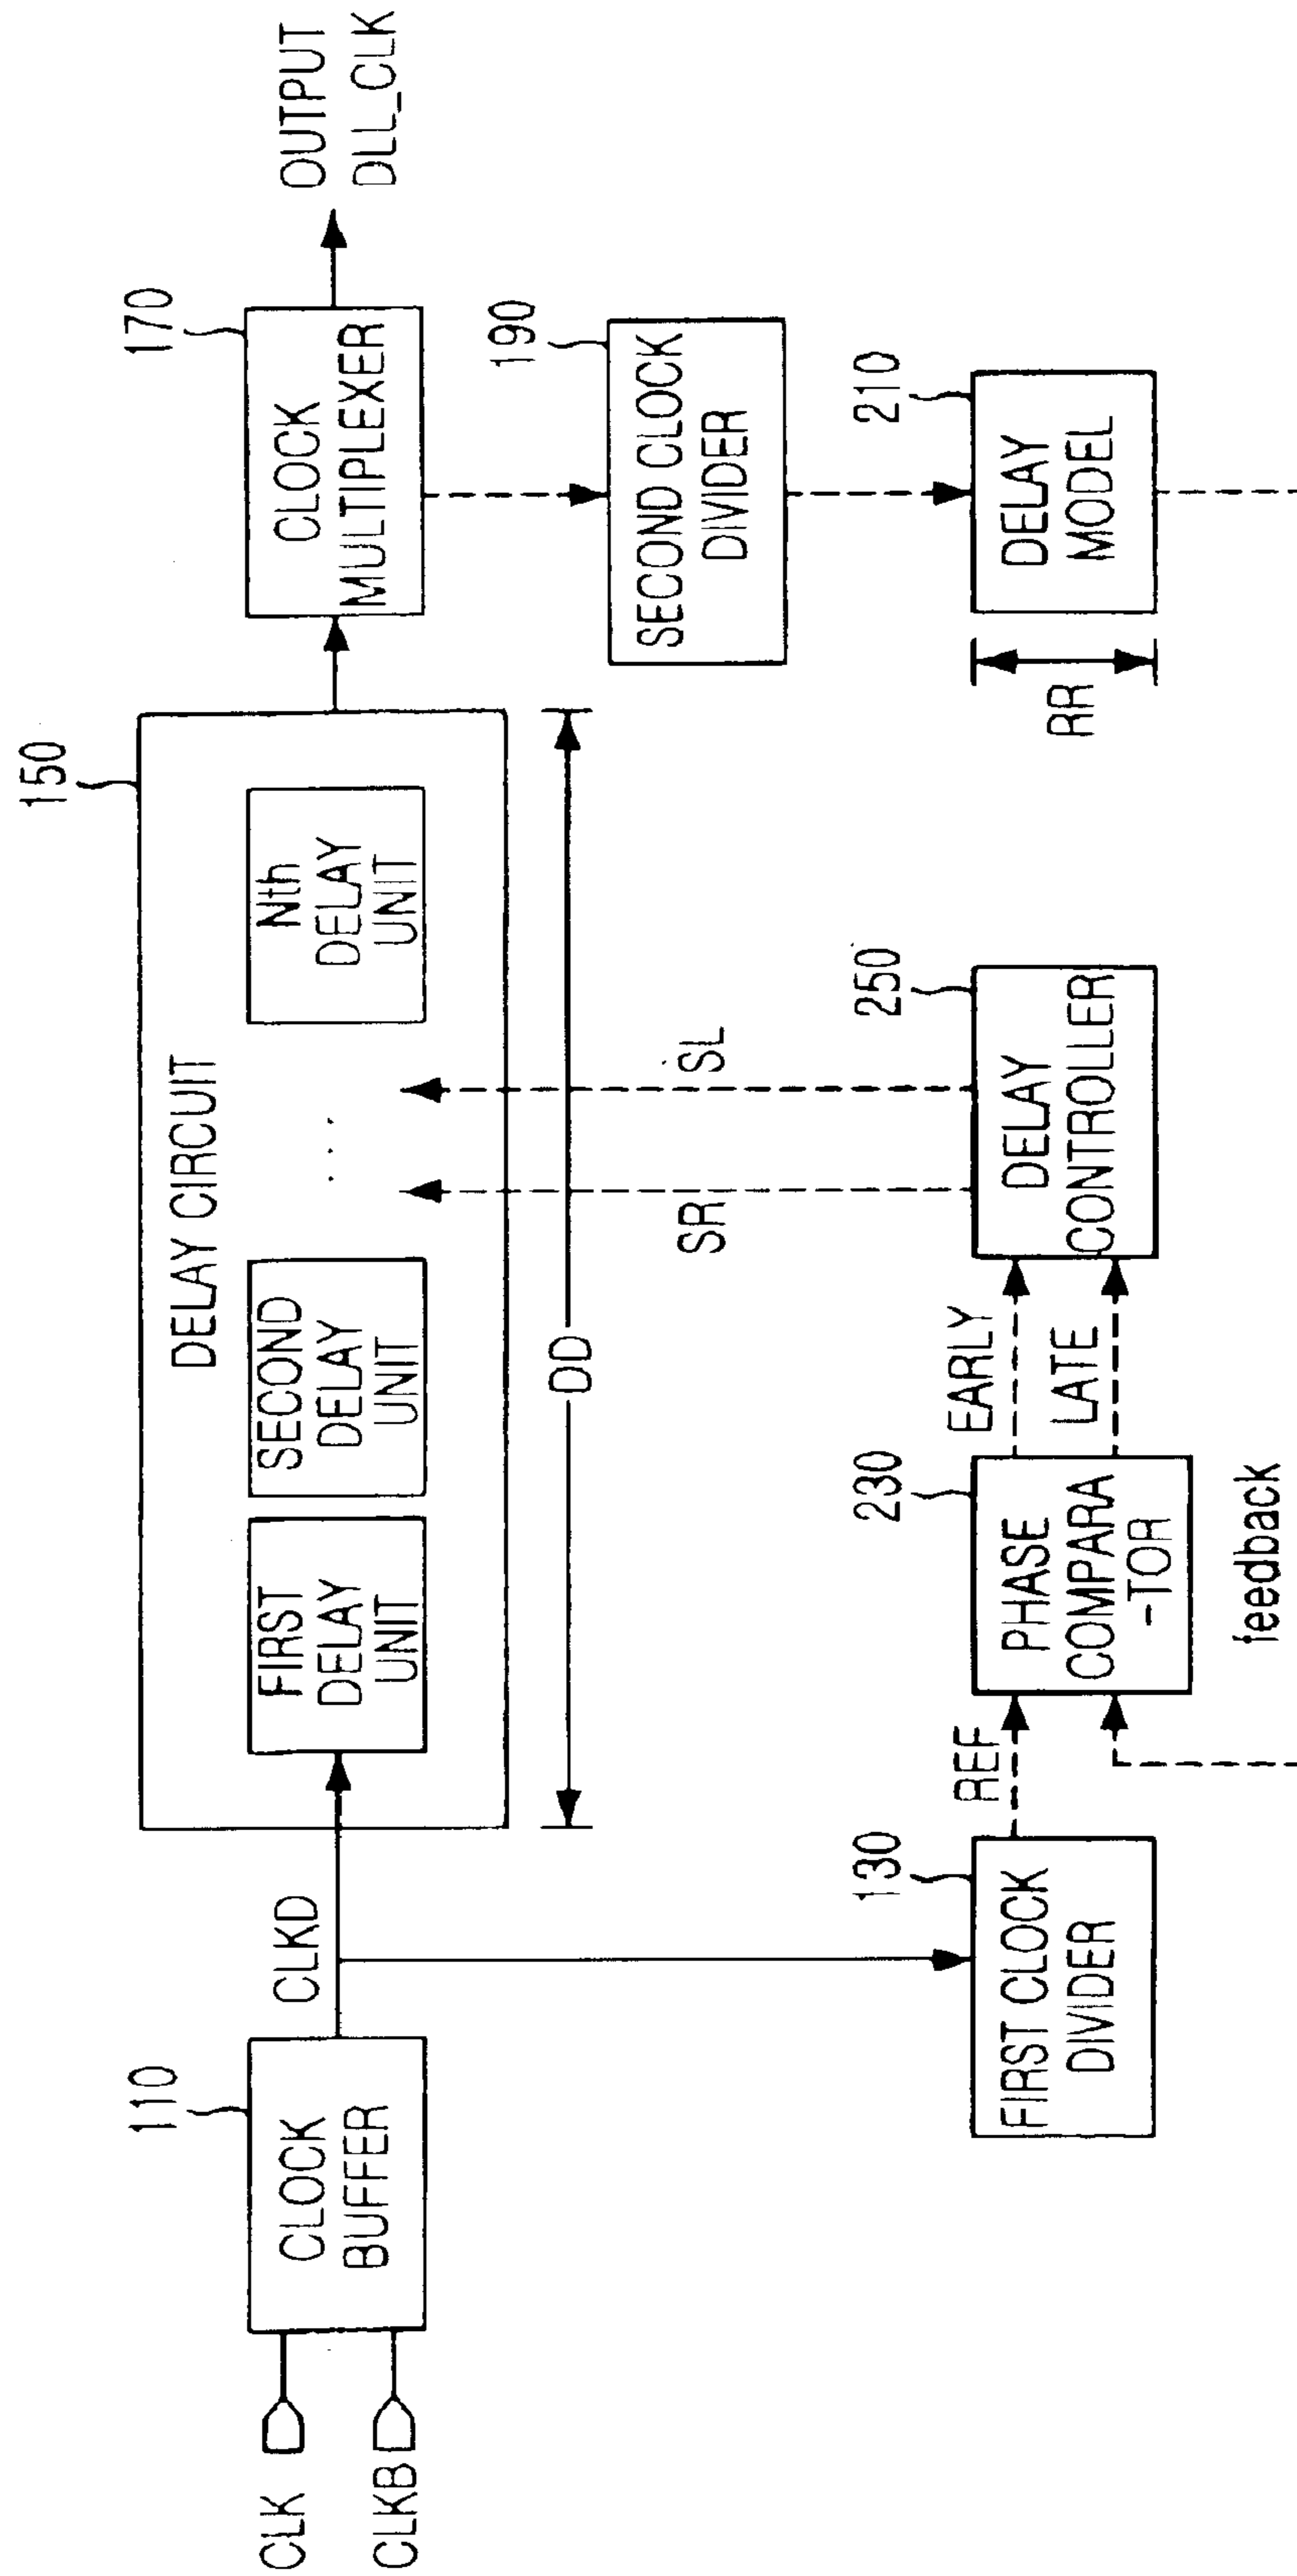 CLK
CLKB
110
CLOCK
BUFFER
CLKD
150
DELAY CIRCUIT
FIRST
DELAY
UNIT
SECOND
DELAY
UNIT
...
Nth
DELAY
UNIT
DD
170
CLOCK
MULTIPLEXER
OUTPUT
DLL_CLK
190
SECOND CLOCK
DIVIDER
SR
SL
130
FIRST CLOCK
DIVIDER
REF
230
PHASE
COMPARA
-TOR
EARLY
LATE
250
DELAY
CONTROLLER
RR
210
DELAY
MODEL
feedback